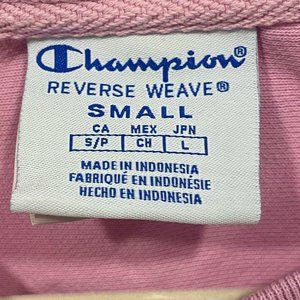 Champion®
REVERSE WEAVE®
SMALL
CA MEX JPN
S/P CH L
MADE IN INDONESIA
FABRIQUÉ EN INDONÉSIE
HECHO EN INDONESIA